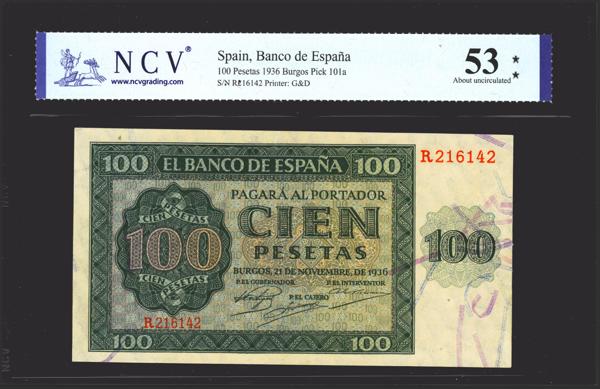 NCV®
www.ncvgrading.com
Spain, Banco de España
100 Pesetas 1936 Burgos Pick 101a
S/N R216142 Printer: G&D
53 **
About uncirculated
R216142
100 EL BANCO DE ESPAÑA 100
PAGARÁ AL PORTADOR
CIEN
PESETAS
CIEN PESETAS
100
CIEN PESETAS
100
BURGOS, 21 DE NOVIEMBRE, DE 1936
P.EL GOBERNADOR P.EL INTERVENTOR
P.EL CAJERO
R216142
100 100
NCV
NCV